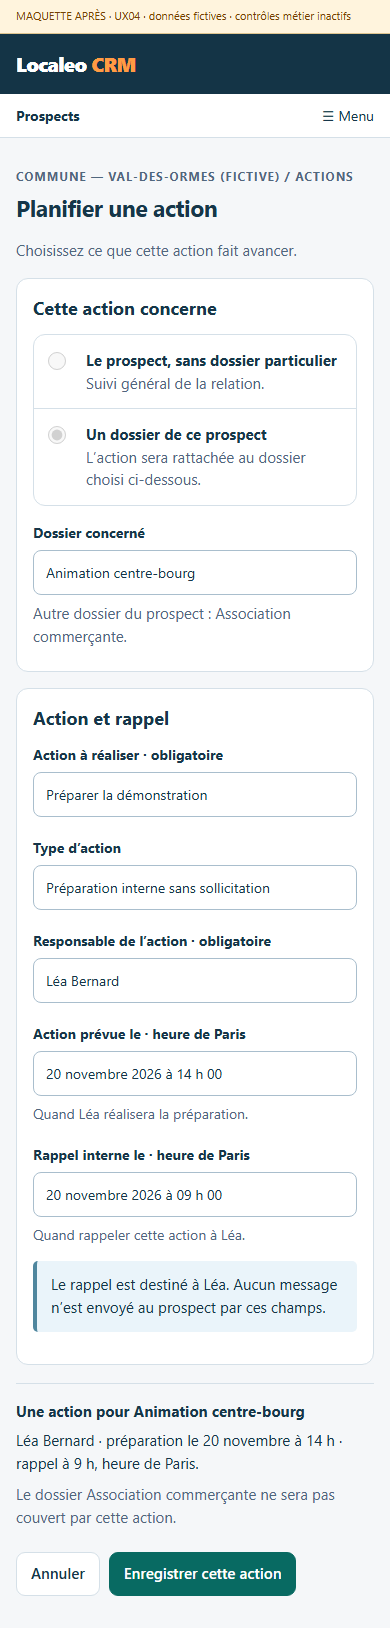 MAQUETTE APRÈS · UX04 · données fictives · contrôles métier inactifs
Localeo CRM
Prospects
☰ Menu
COMMUNE — VAL-DES-ORMES (FICTIVE) / ACTIONS
Planifier une action
Choisissez ce que cette action fait avancer.
Cette action concerne
Le prospect, sans dossier particulier
Suivi général de la relation.
Un dossier de ce prospect
L’action sera rattachée au dossier
choisi ci-dessous.
Dossier concerné
Animation centre-bourg
Autre dossier du prospect : Association
commerçante.
Action et rappel
Action à réaliser · obligatoire
Préparer la démonstration
Type d’action
Préparation interne sans sollicitation
Responsable de l’action · obligatoire
Léa Bernard
Action prévue le · heure de Paris
20 novembre 2026 à 14 h 00
Quand Léa réalisera la préparation.
Rappel interne le · heure de Paris
20 novembre 2026 à 09 h 00
Quand rappeler cette action à Léa.
Le rappel est destiné à Léa. Aucun message
n’est envoyé au prospect par ces champs.
Une action pour Animation centre-bourg
Léa Bernard · préparation le 20 novembre à 14 h ·
rappel à 9 h, heure de Paris.
Le dossier Association commerçante ne sera pas
couvert par cette action.
Annuler
Enregistrer cette action